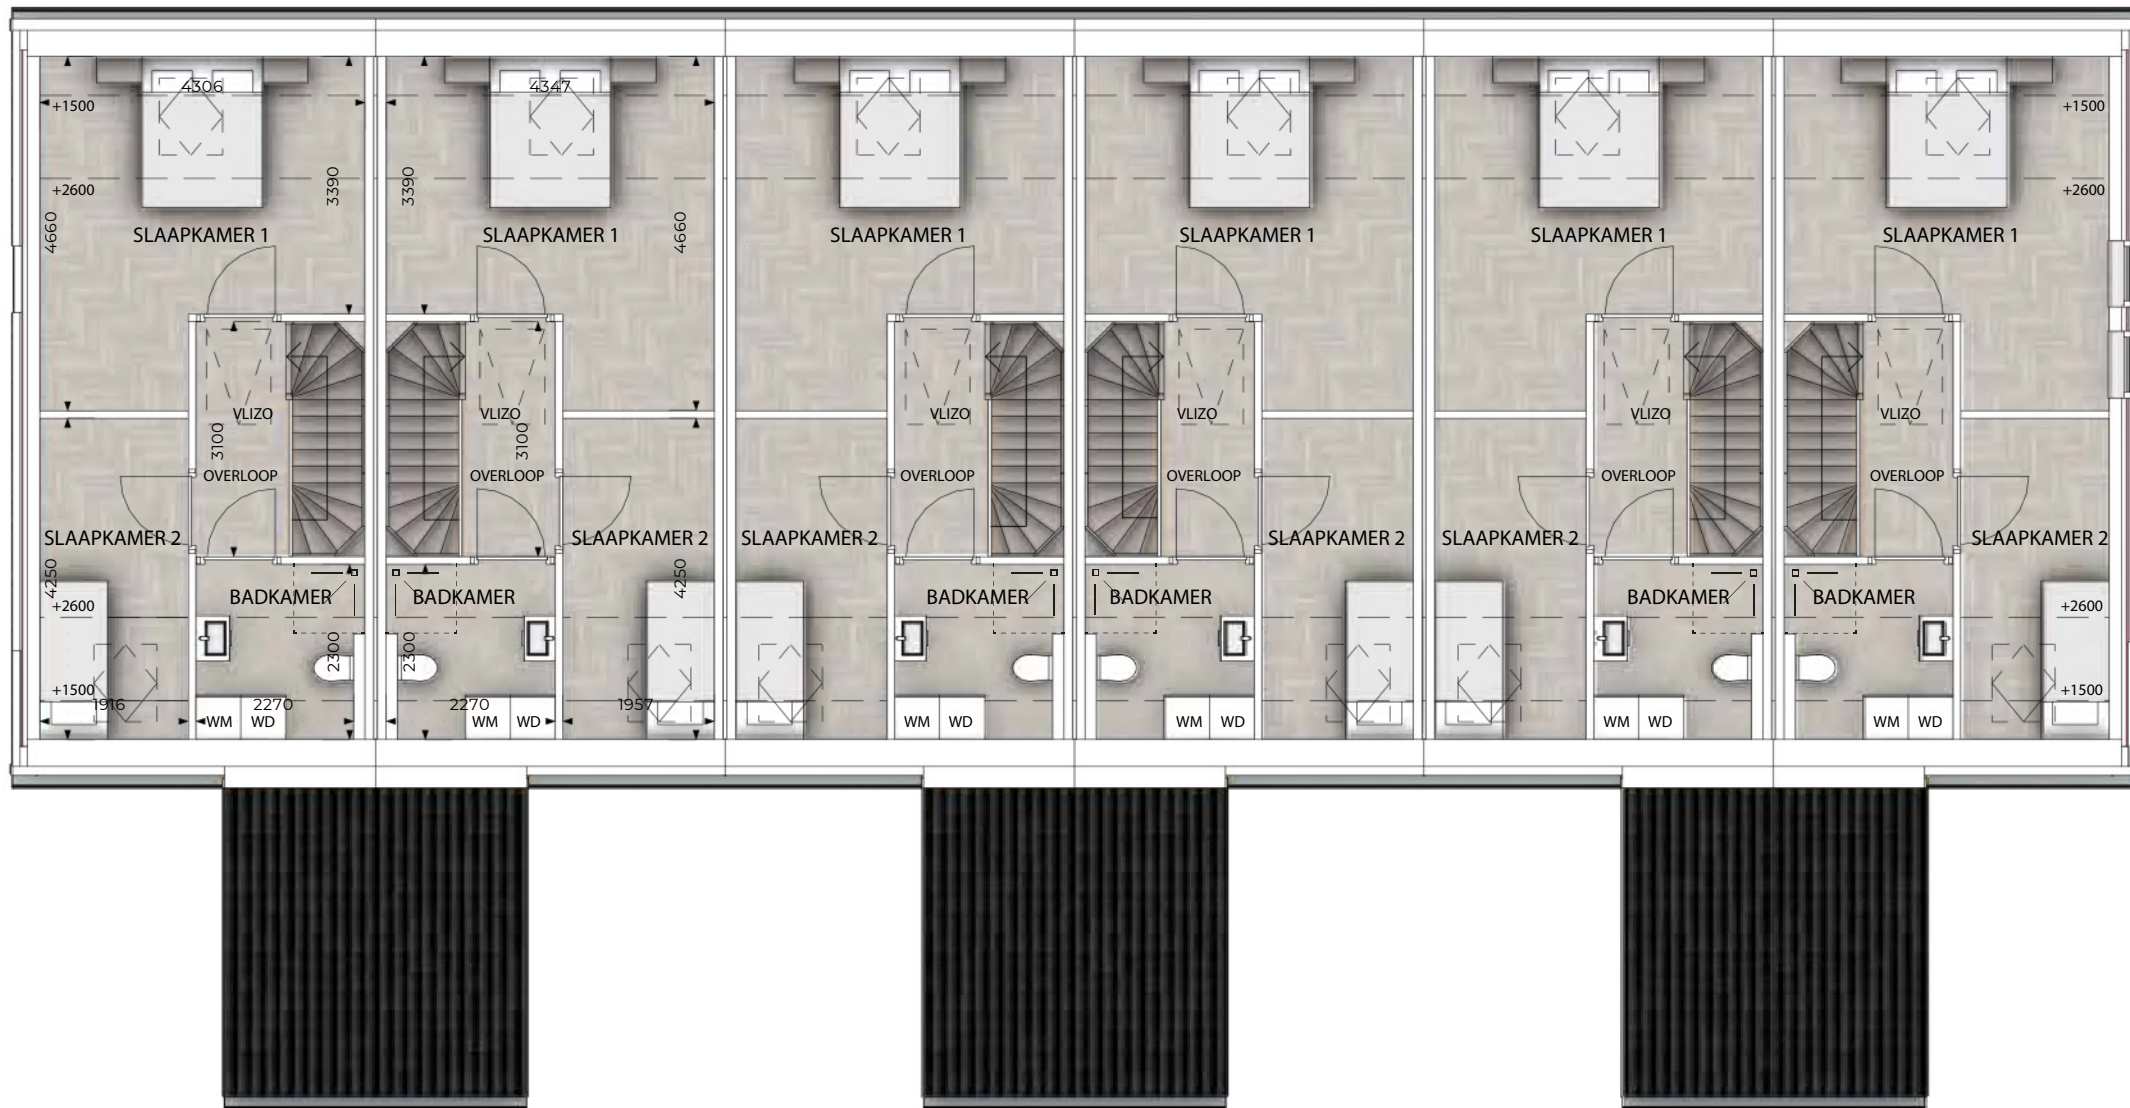 4306
4347
+1500
+1500
3390
3390
+2600
+2600
4660
4660
SLAAPKAMER 1
SLAAPKAMER 1
SLAAPKAMER 1
SLAAPKAMER 1
SLAAPKAMER 1
SLAAPKAMER 1
VLIZO
VLIZO
VLIZO
VLIZO
VLIZO
VLIZO
3100
3100
OVERLOOP
OVERLOOP
OVERLOOP
OVERLOOP
OVERLOOP
OVERLOOP
SLAAPKAMER 2
SLAAPKAMER 2
SLAAPKAMER 2
SLAAPKAMER 2
SLAAPKAMER 2
SLAAPKAMER 2
4250
4250
BADKAMER
BADKAMER
BADKAMER
BADKAMER
BADKAMER
BADKAMER
+2600
+2600
2300
2300
+1500
+1500
1916
2270
2270
1957
WM WD
WM WD
WM WD
WM WD
WM WD
WM WD